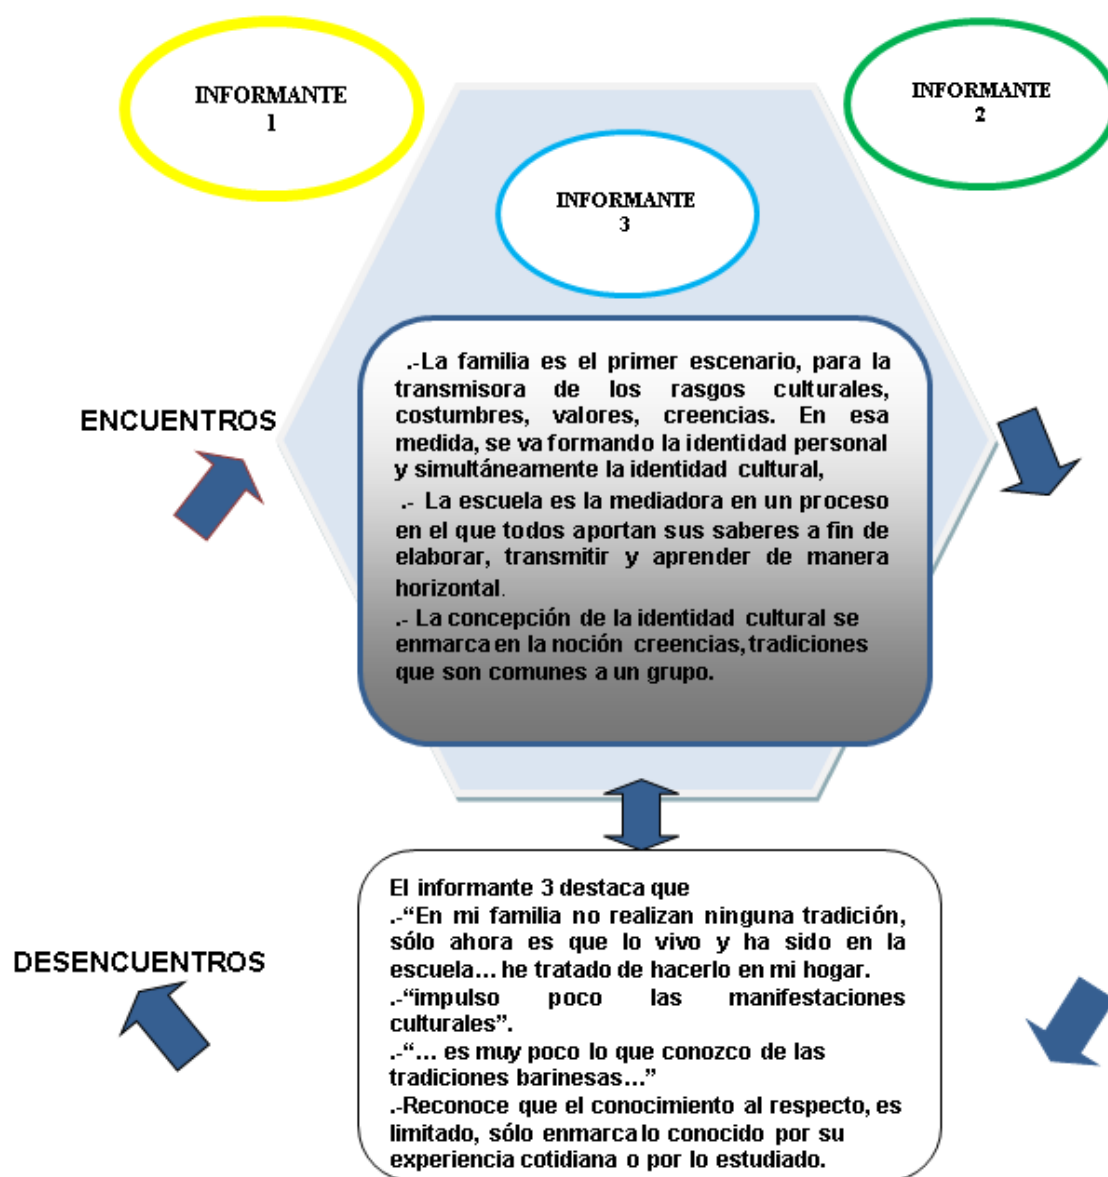 INFORMANTE
1
INFORMANTE
2
INFORMANTE
3
.-La familia es el primer escenario, para la
transmisora de los rasgos culturales,
costumbres, valores, creencias. En esa
medida, se va formando la identidad personal
y simultáneamente la identidad cultural,
.- La escuela es la mediadora en un proceso
en el que todos aportan sus saberes a fin de
elaborar, transmitir y aprender de manera
horizontal.
.- La concepción de la identidad cultural se
enmarca en la noción creencias, tradiciones
que son comunes a un grupo.
ENCUENTROS
El informante 3 destaca que
.-“En mi familia no realizan ninguna tradición,
sólo ahora es que lo vivo y ha sido en la
escuela… he tratado de hacerlo en mi hogar.
.-“impulso poco las manifestaciones
culturales”.
.-“… es muy poco lo que conozco de las
tradiciones barinesas…”
.-Reconoce que el conocimiento al respecto, es
limitado, sólo enmarca lo conocido por su
experiencia cotidiana o por lo estudiado.
DESENCUENTROS